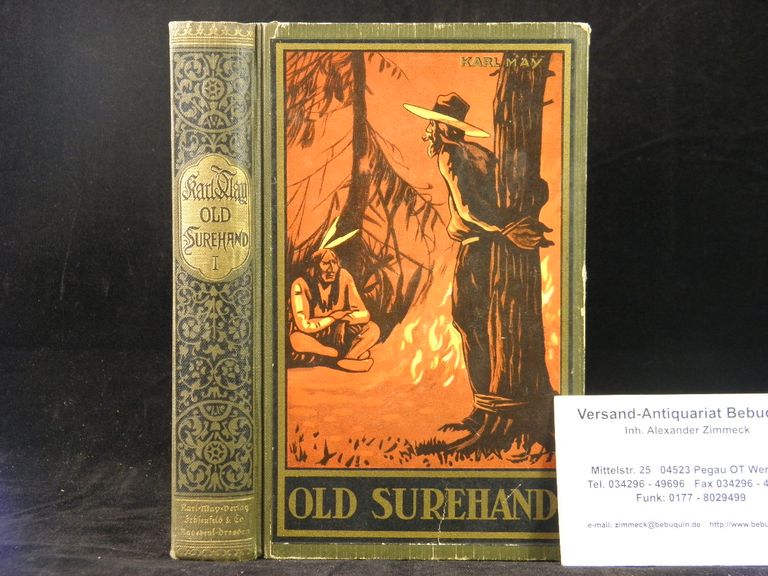 Karl May
OLD
SUREHAND
I
Karl-May-Verlag
Fehsenfeld & Co
Radebeul-Dresden
KARL MAY
OLD SUREHAND
Versand-Antiquariat Bebuq
Inh. Alexander Zimmeck
Mittelstr. 25 04523 Pegau OT Wer
Tel. 034296 - 49696 Fax 034296 - 4
Funk: 0177 - 8029499
e-mail: zimmeck@bebuquin.de http://www.bebu